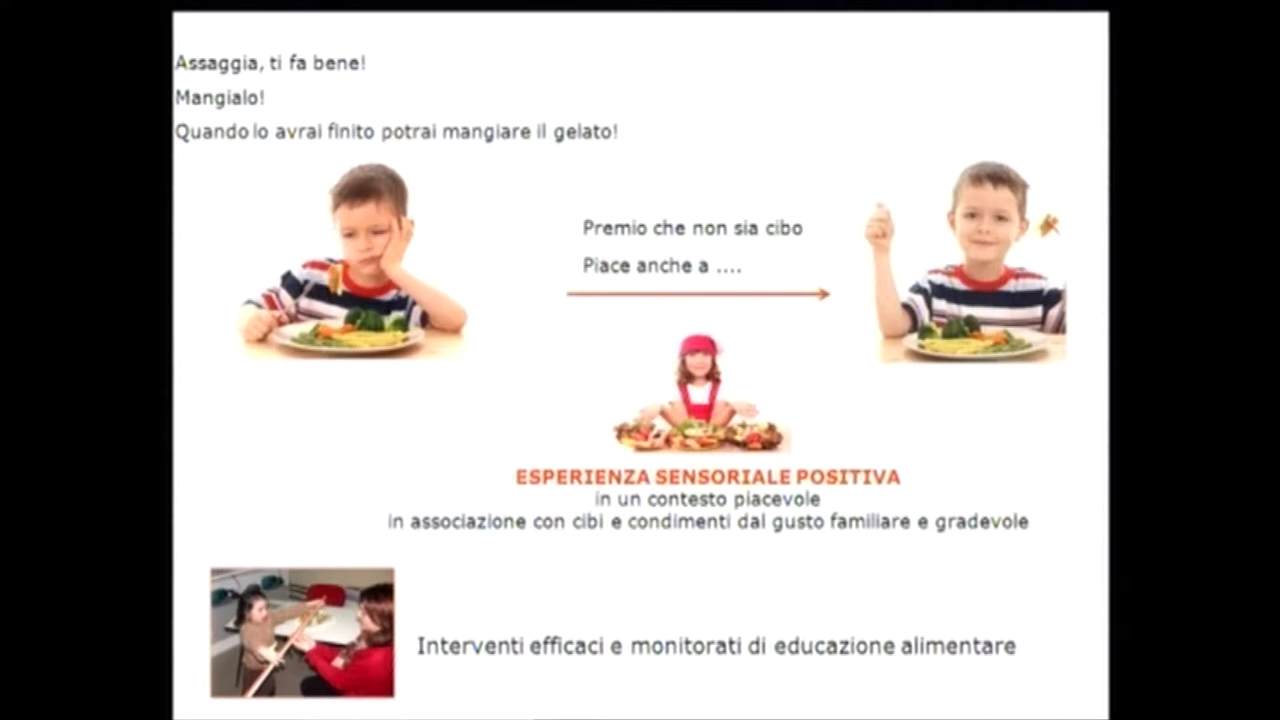 Assaggia, ti fa bene!
Mangialo!
Quando lo avrai finito potrai mangiare il gelato!
Premio che non sia cibo
Piace anche a ....
ESPERIENZA SENSORIALE POSITIVA
in un contesto piacevole
in associazione con cibi e condimenti dal gusto familiare e gradevole
Interventi efficaci e monitorati di educazione alimentare